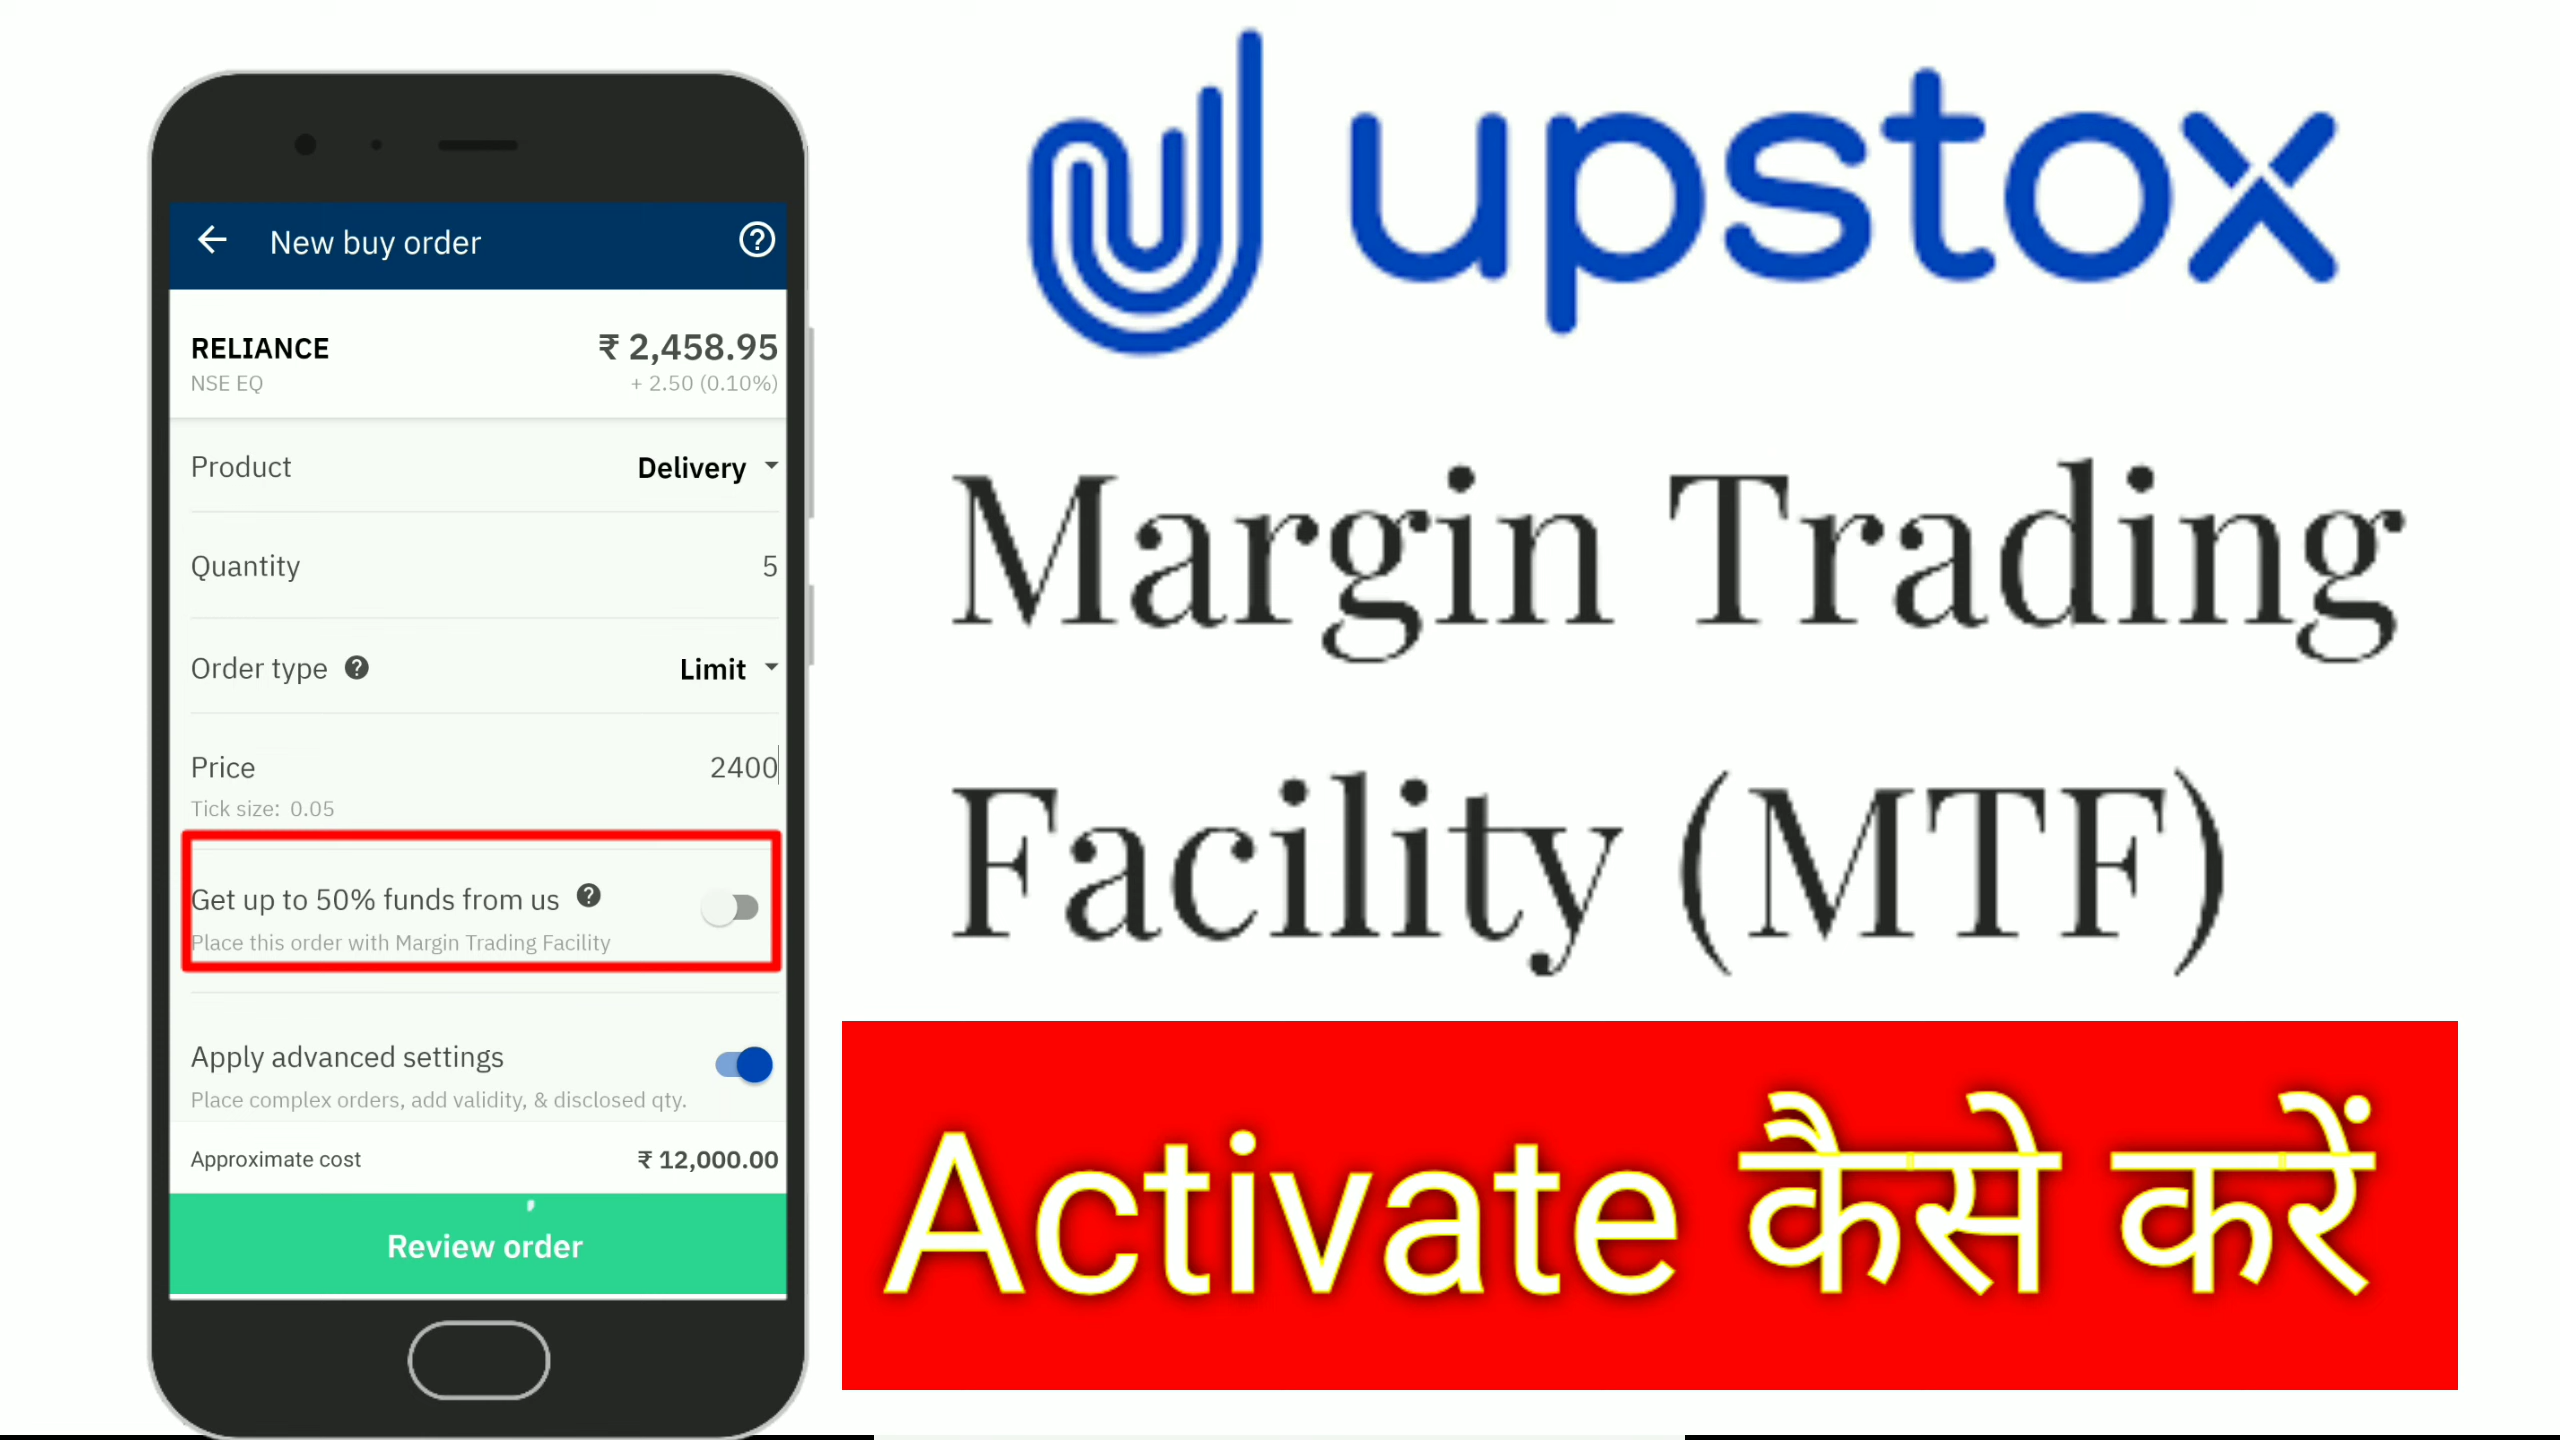 New buy order
RELIANCE
₹ 2,458.95
NSE EQ
+ 2.50 (0.10%)
Product
Delivery
Quantity
5
Order type
Limit
Price
2400
Tick size: 0.05
Get up to 50% funds from us
Place this order with Margin Trading Facility
Apply advanced settings
Place complex orders, add validity, & disclosed qty.
Approximate cost
₹ 12,000.00
Review order
upstox
Margin Trading
Facility (MTF)
Activate कैसे करें